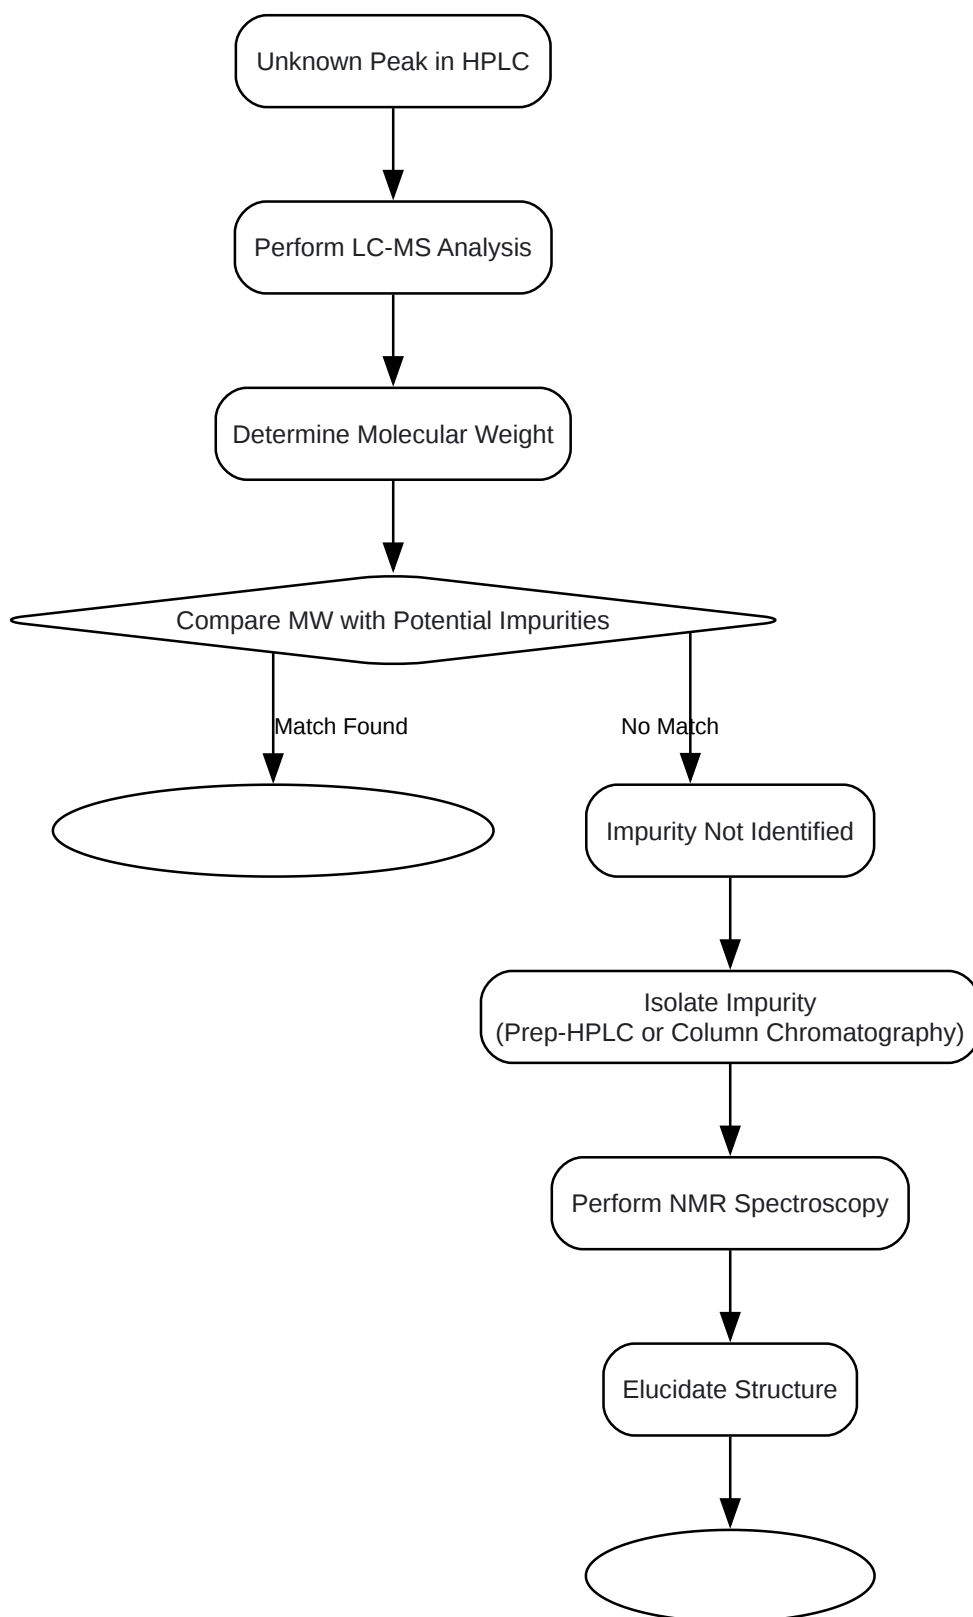 Unknown Peak in HPLC
Perform LC-MS Analysis
Determine Molecular Weight
Compare MW with Potential Impurities
Match Found
No Match
Impurity Not Identified
Isolate Impurity
(Prep-HPLC or Column Chromatography)
Perform NMR Spectroscopy
Elucidate Structure